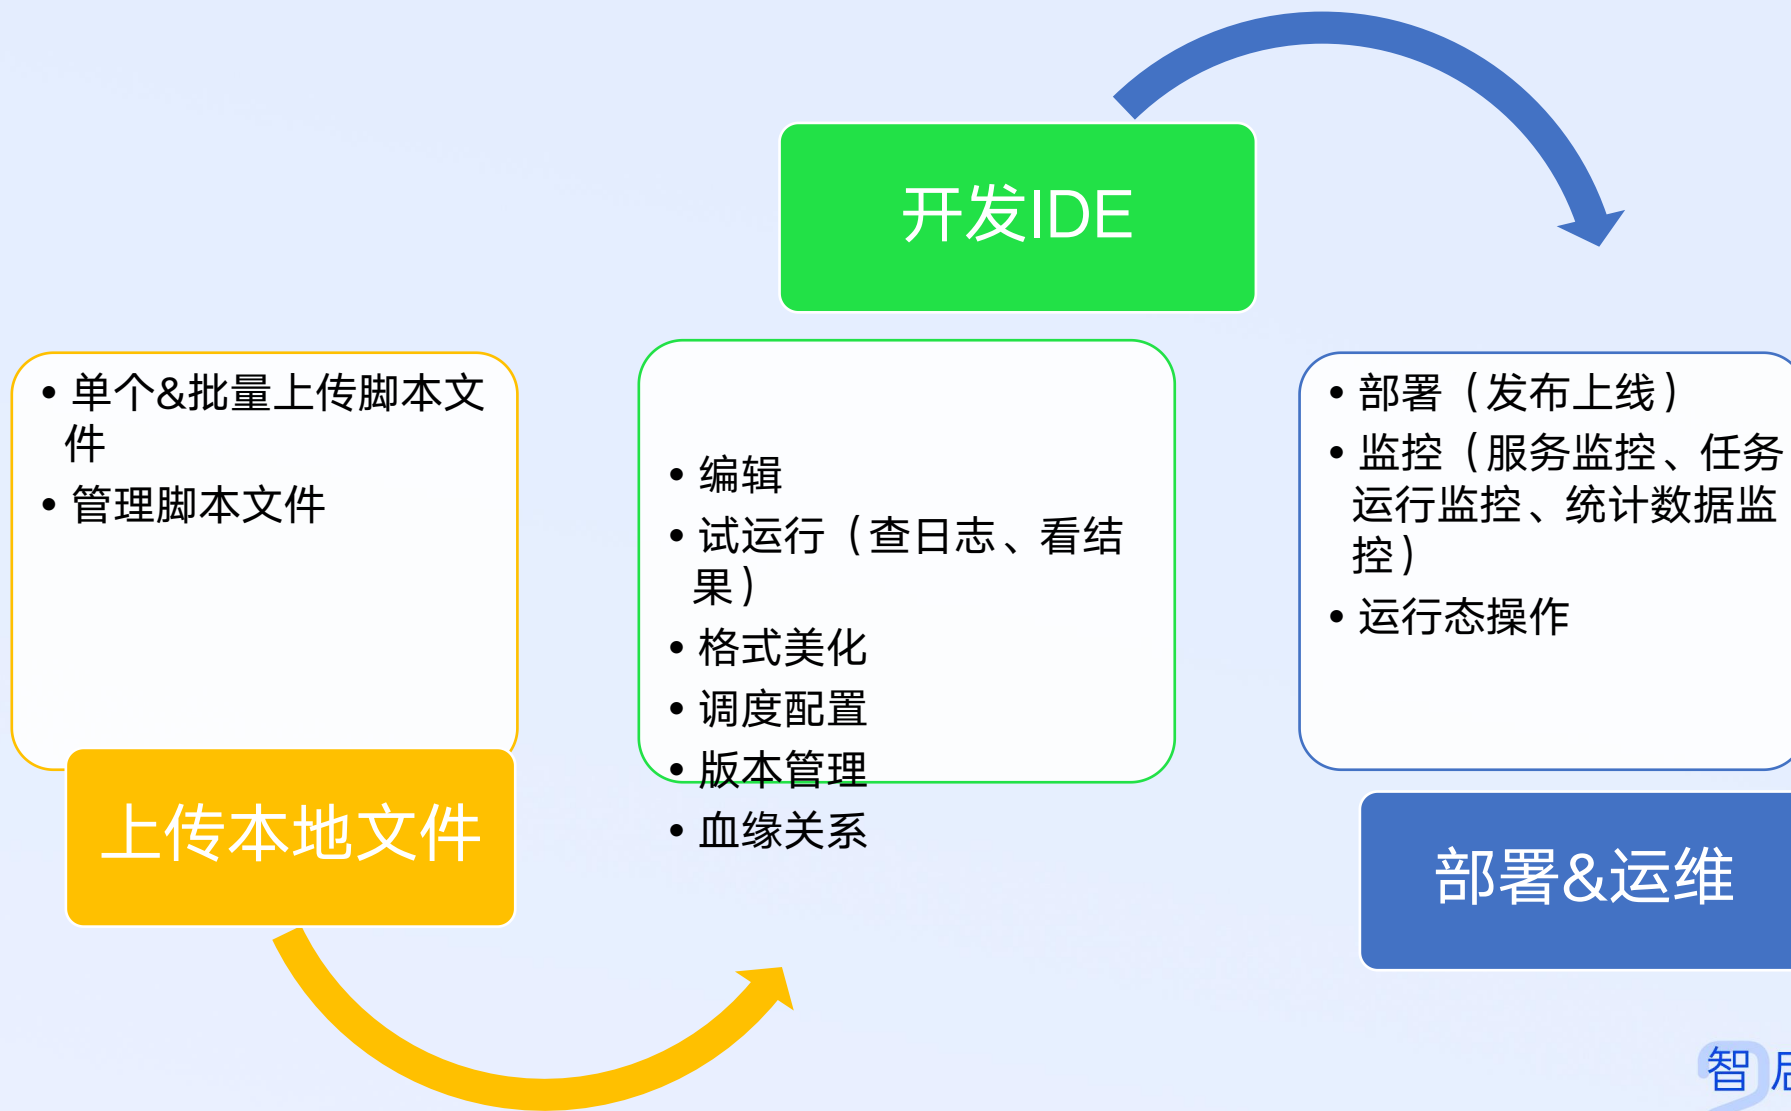 开发IDE
• 单个&批量上传脚本文
件
• 管理脚本文件
上传本地文件
• 编辑
• 试运行（查日志、看结
果）
• 格式美化
• 调度配置
• 版本管理
• 血缘关系
• 部署（发布上线）
• 监控（服务监控、任务
运行监控、统计数据监
控）
• 运行态操作
部署&运维
智